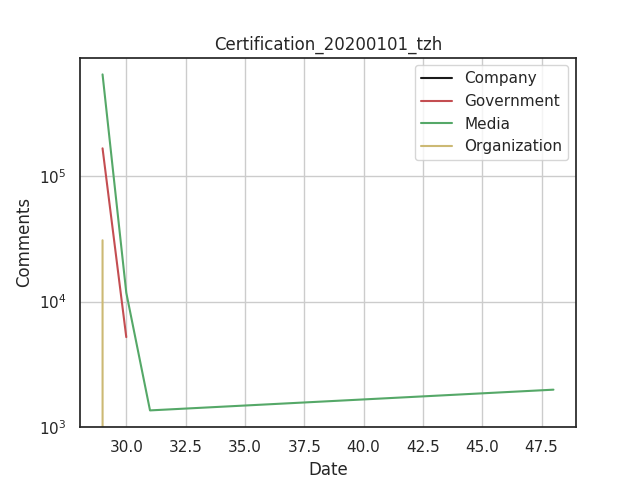 Certification_20200101_tzh
Company
Government
Media
Organization
Comments
10^5
10^4
10^3
30.0 32.5 35.0 37.5 40.0 42.5 45.0 47.5
Date